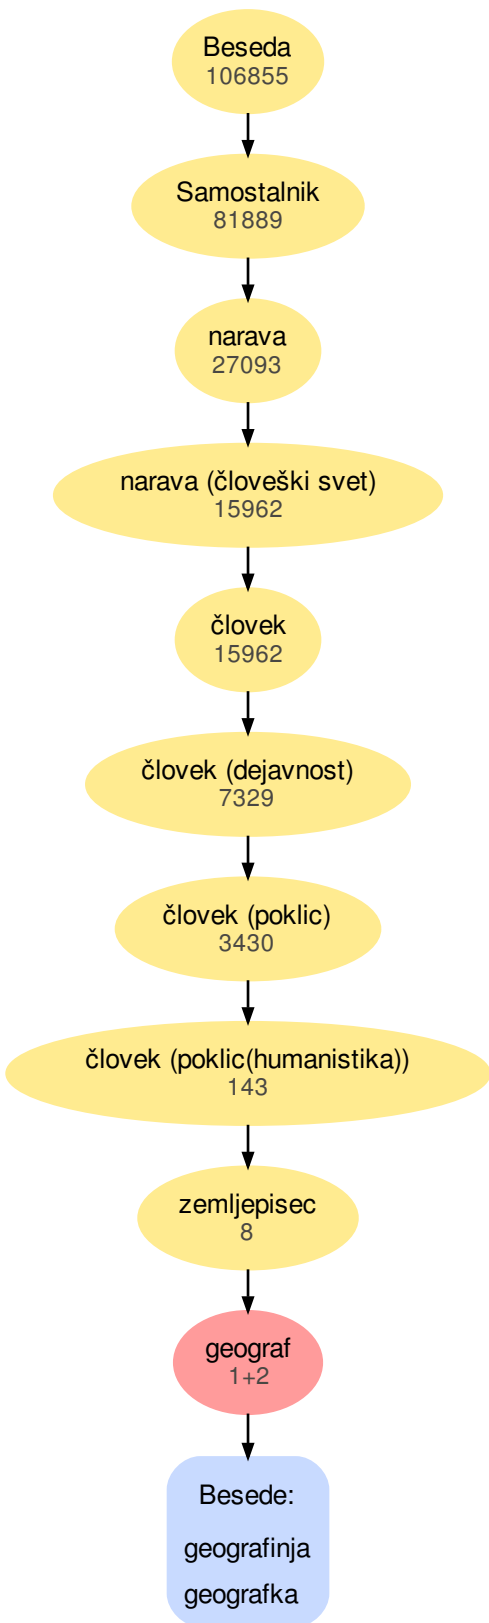 Beseda
106855
Samostalnik
81889
narava
27093
narava (človeški svet)
15962
človek
15962
človek (dejavnost)
7329
človek (poklic)
3430
človek (poklic(humanistika))
143
zemljepisec
8
geograf
1+2
Besede:
geografinja
geografka